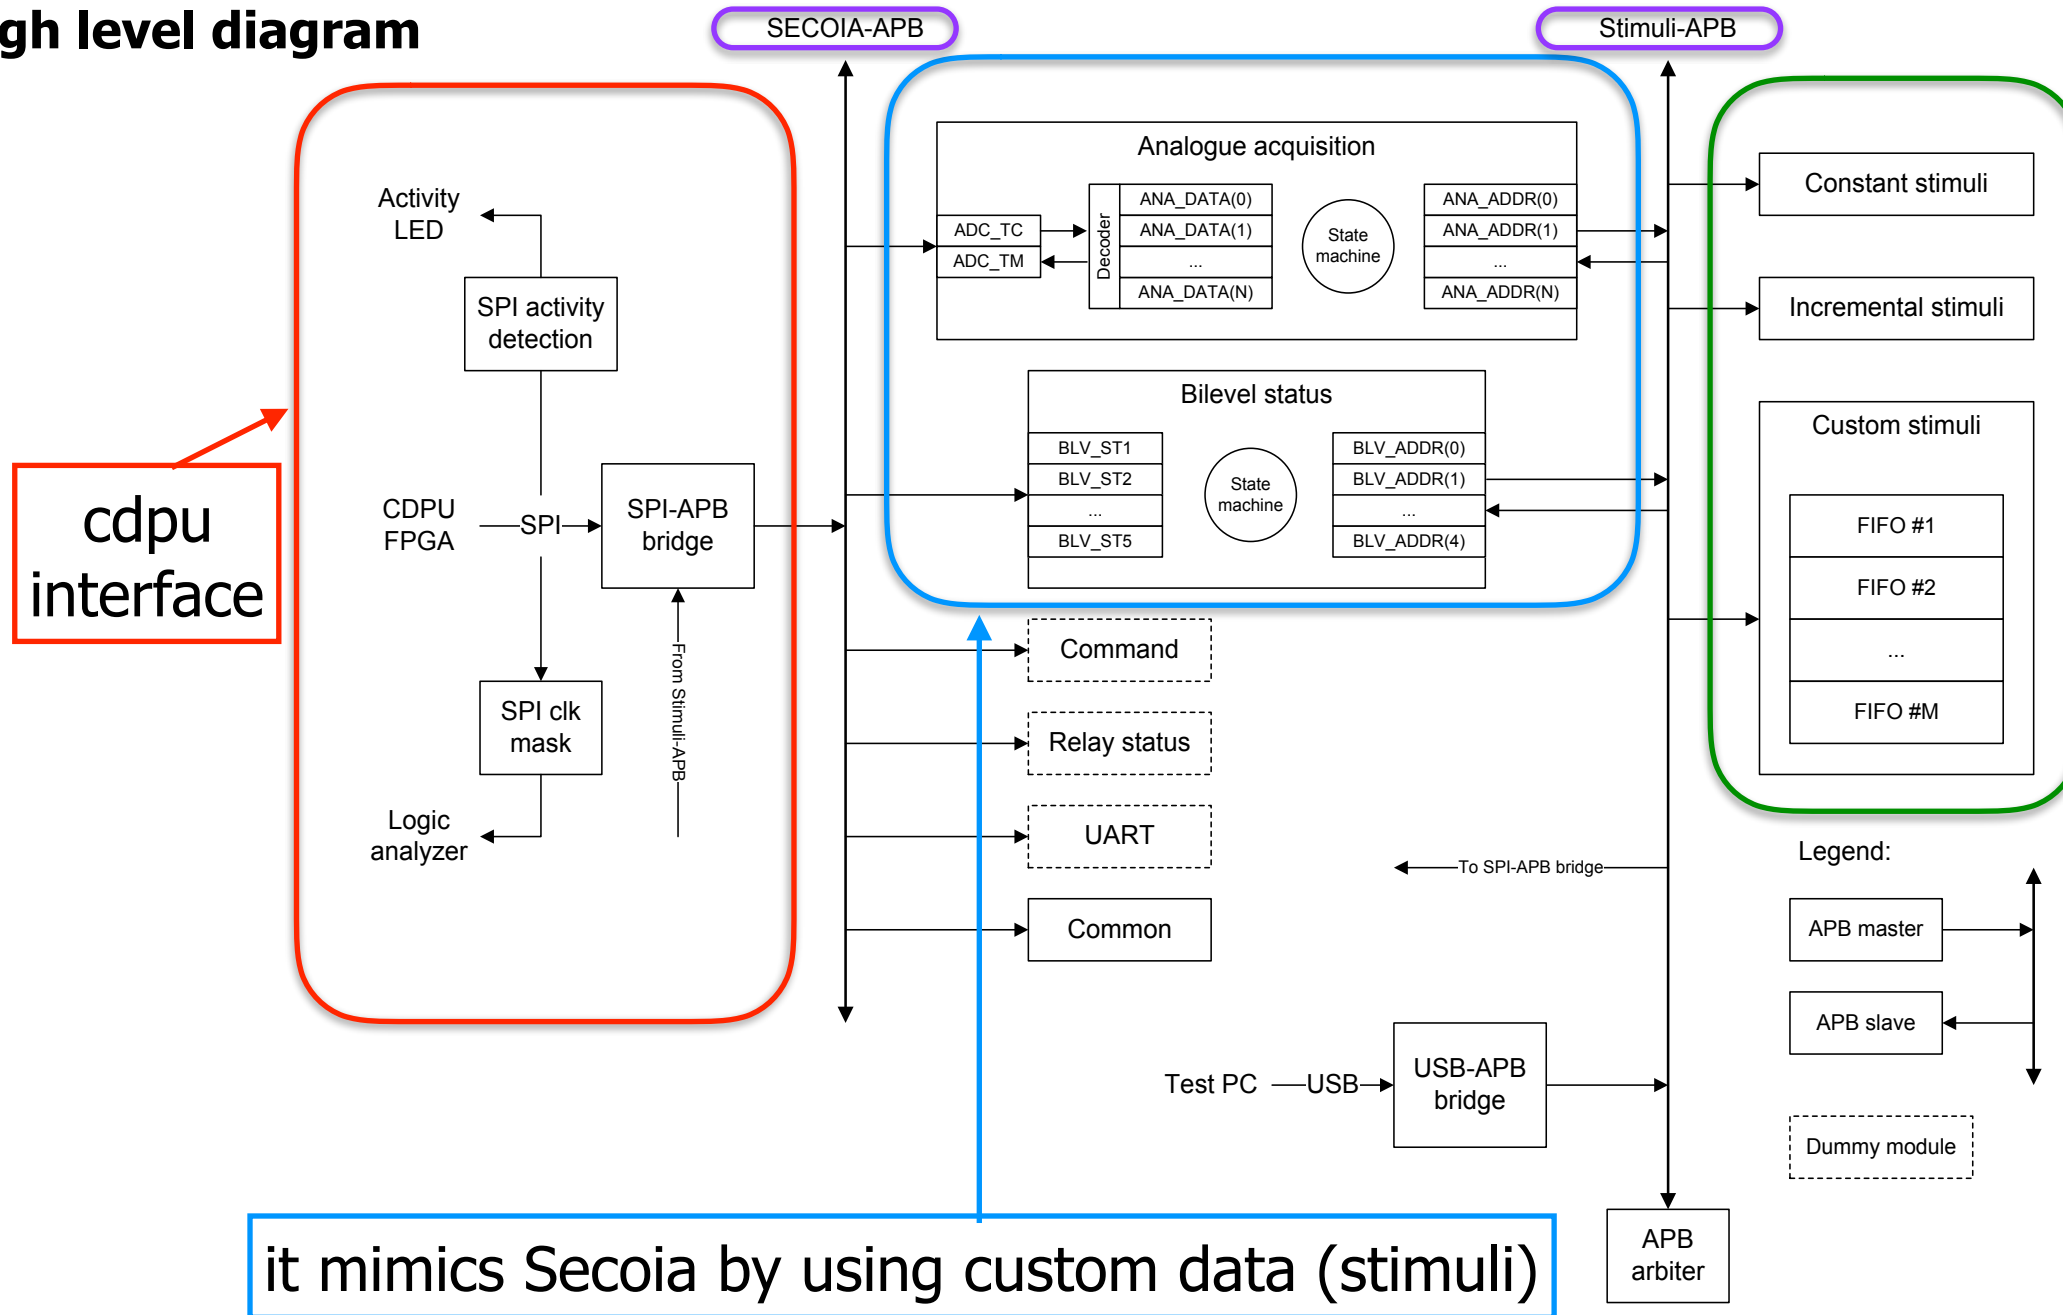 gh level diagram
SECOIA-APB
Stimuli-APB
Activity
LED
SPI activity
detection
CDPU
FPGA
SPI
SPI-APB
bridge
From Stimuli-APB
SPI clk
mask
Logic
analyzer
cdpu
interface
Analogue acquisition
ADC_TC
ADC_TM
Decoder
ANA_DATA(0)
ANA_DATA(1)
...
ANA_DATA(N)
State
machine
ANA_ADDR(0)
ANA_ADDR(1)
...
ANA_ADDR(N)
Bilevel status
BLV_ST1
BLV_ST2
...
BLV_ST5
State
machine
BLV_ADDR(0)
BLV_ADDR(1)
...
BLV_ADDR(4)
Command
Relay status
UART
Common
Constant stimuli
Incremental stimuli
Custom stimuli
FIFO #1
FIFO #2
...
FIFO #M
To SPI-APB bridge
Legend:
APB master
APB slave
Dummy module
Test PC
USB
USB-APB
bridge
APB
arbiter
it mimics Secoia by using custom data (stimuli)